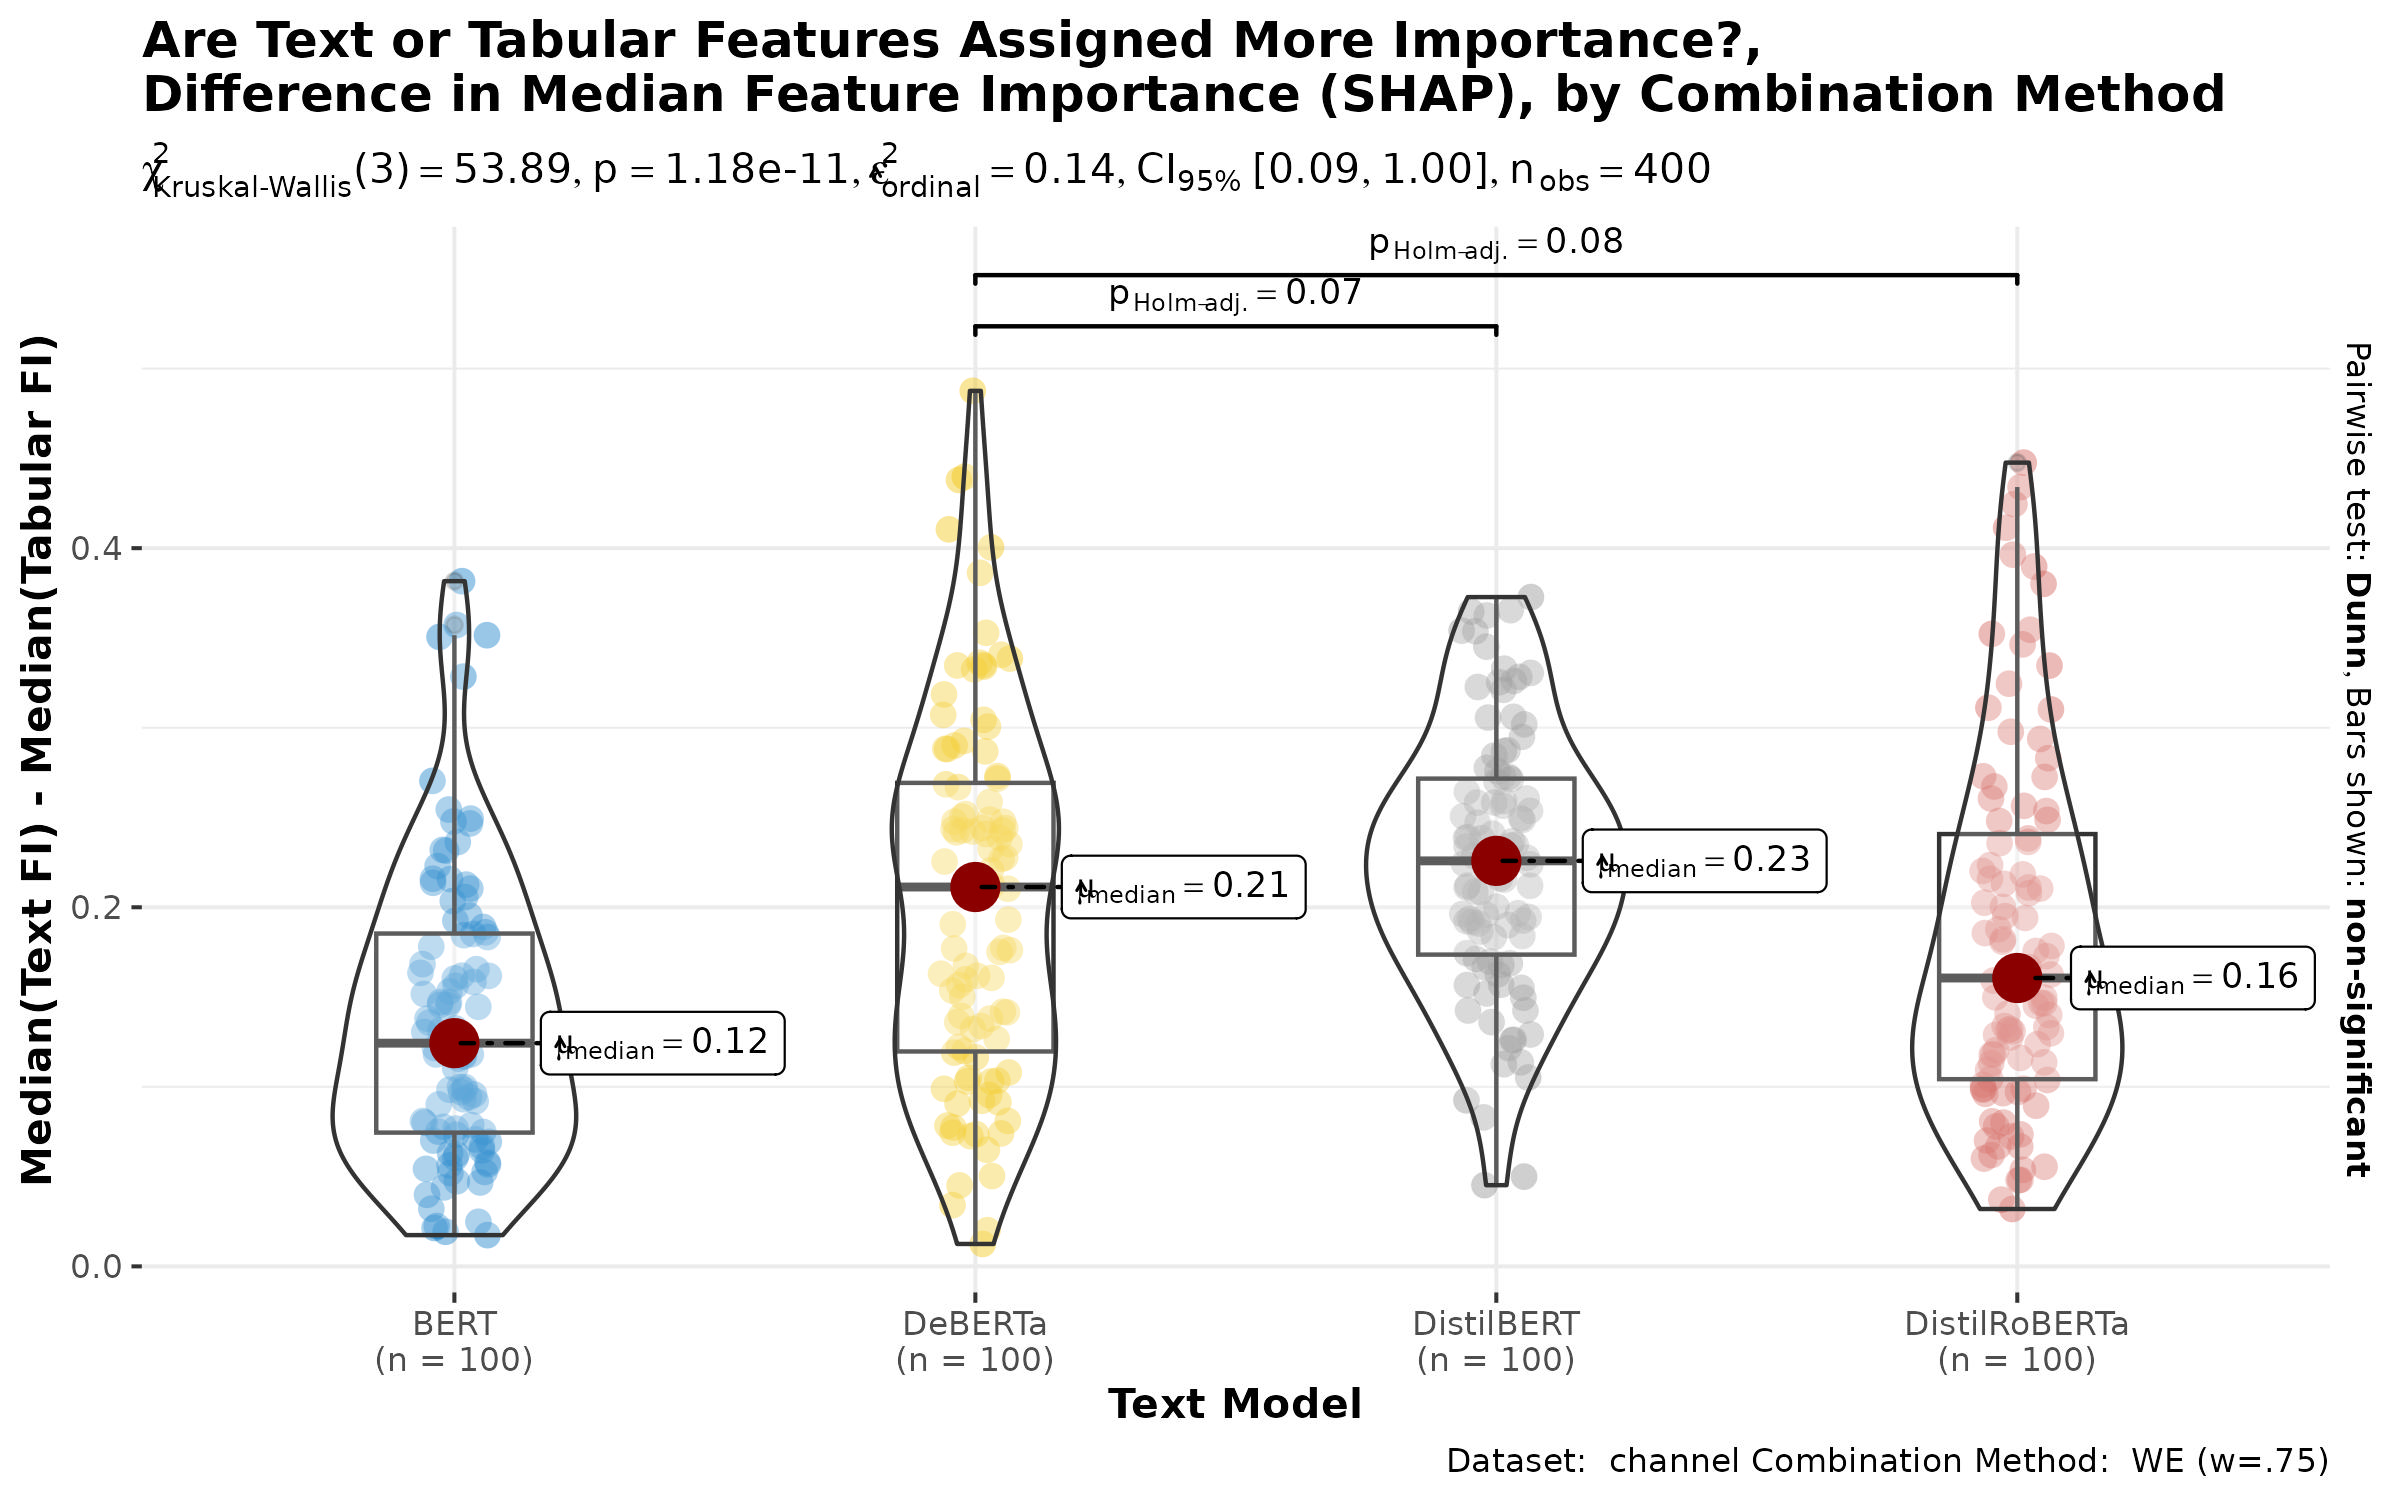 Are Text or Tabular Features Assigned More Importance?,
Difference in Median Feature Importance (SHAP), by Combination Method
χ²Kruskal-Wallis(3) = 53.89, p = 1.18e-11, ε̂²ordinal = 0.14, CI95% [0.09, 1.00], nobs = 400
pHolm-adj. = 0.08
pHolm-adj. = 0.07
Median(Text FI) - Median(Tabular FI)
0.4
0.2
0.0
μ̂median = 0.12
μ̂median = 0.21
μ̂median = 0.23
μ̂median = 0.16
Pairwise test: Dunn, Bars shown: non-significant
BERT
(n = 100)
DeBERTa
(n = 100)
DistilBERT
(n = 100)
DistilRoBERTa
(n = 100)
Text Model
Dataset:  channel Combination Method:  WE (w=.75)